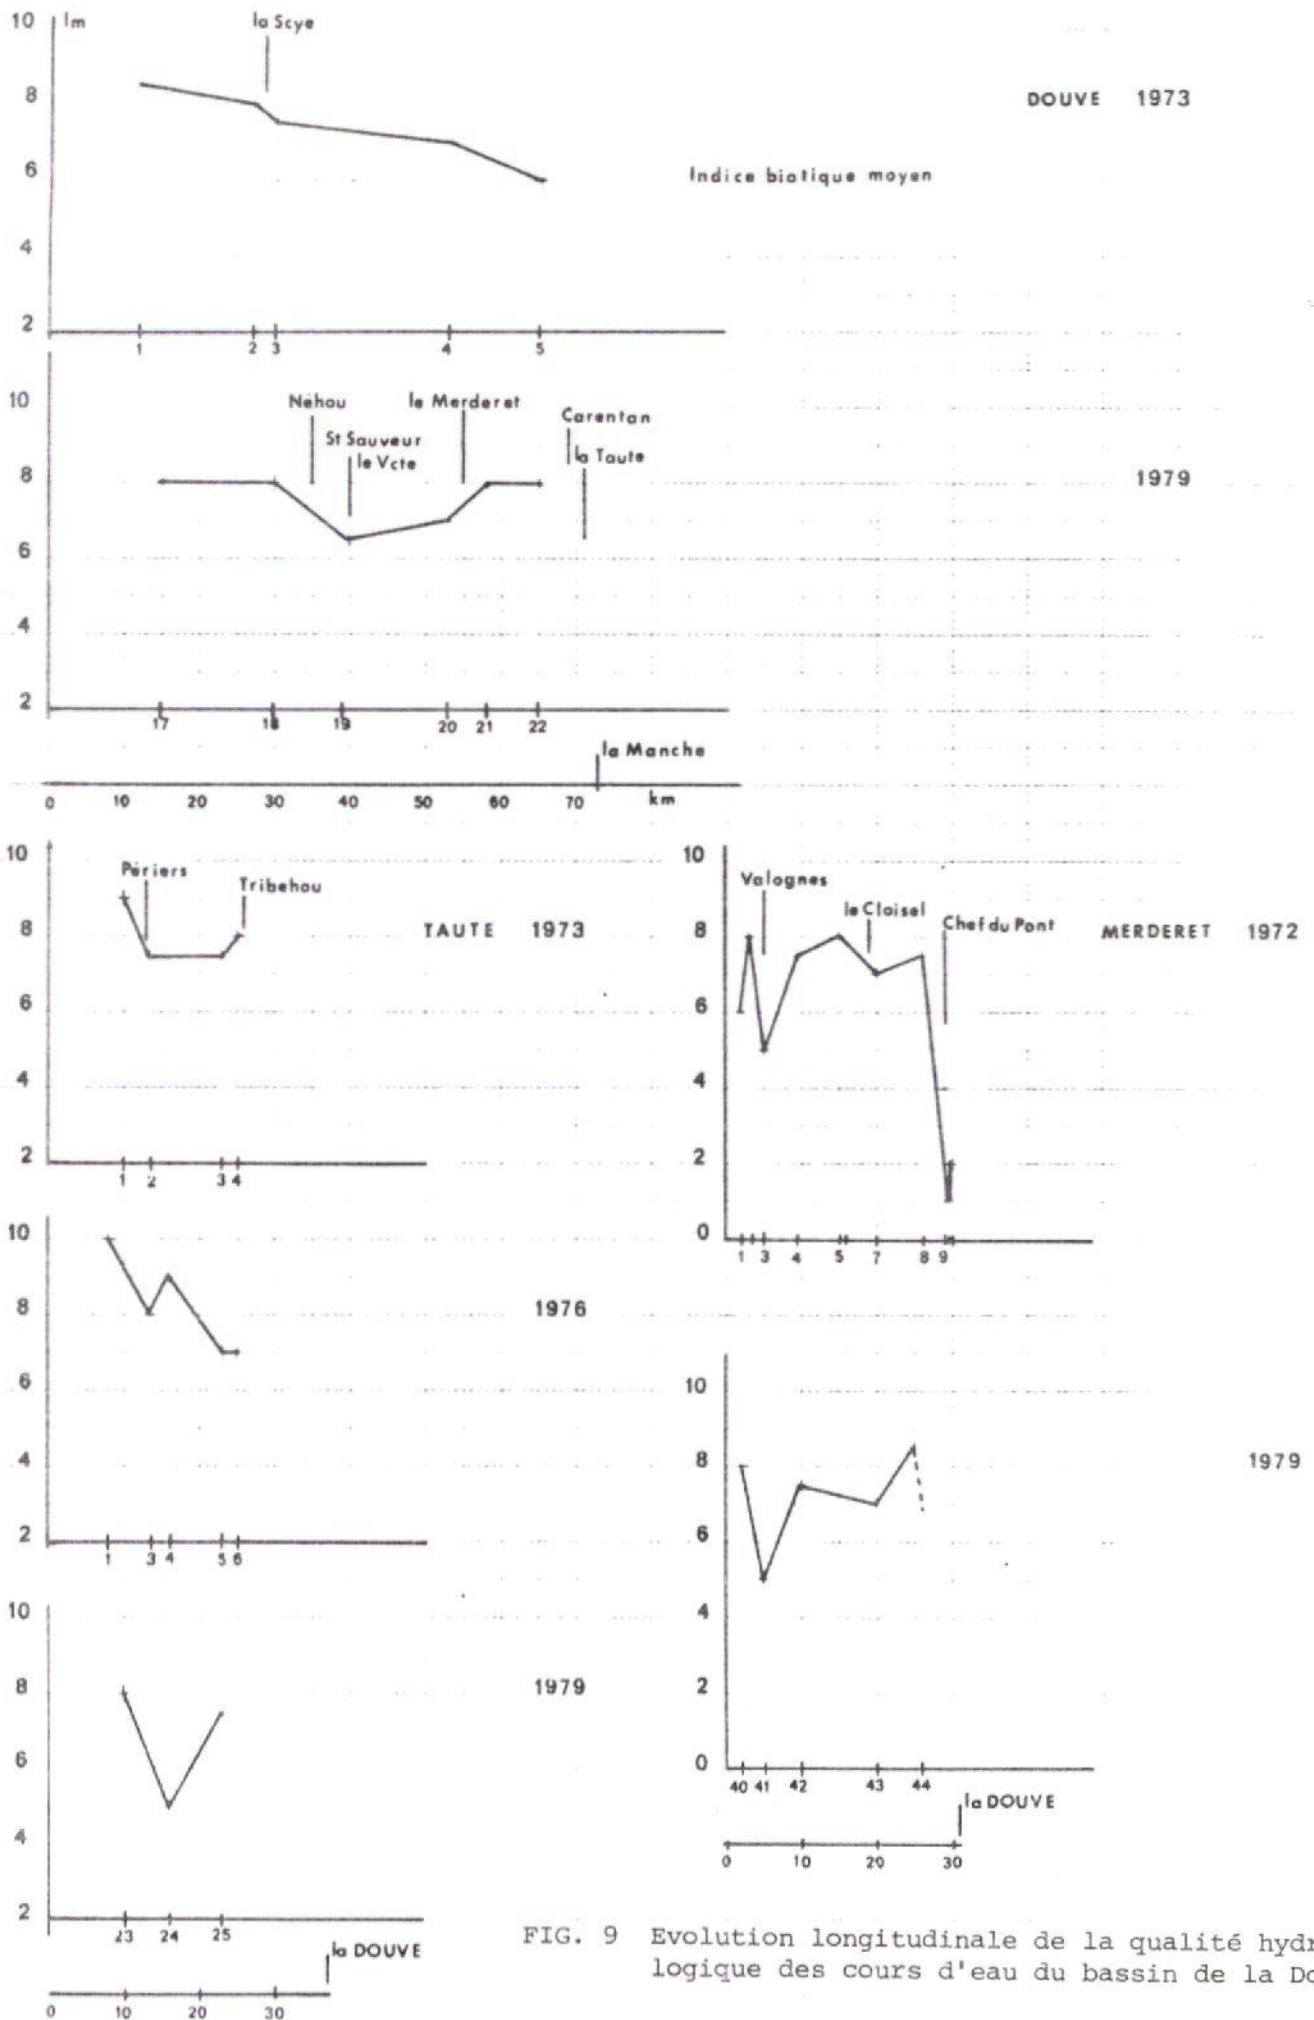 10 Im
la Scye
8
DOUVE 1973
6
Indice biotique moyen
4
2
1 2 3 4 5
10
Néhou
le Merderet
Carentan
St Sauveur
le Vcte
la Taute
8
1979
6
4
2
17 18 19 20 21 22
la Manche
0 10 20 30 40 50 60 70 km
10
Périers
Tribehou
8
TAUTE 1973
6
4
2
1 2 3 4
10
8
1976
6
4
2
1 3 4 5 6
10
8
1979
6
4
2
23 24 25
la DOUVE
0 10 20 30
10
Valognes
le Cloisel
Chef du Pont
8
MERDERET 1972
6
4
2
0
1 3 4 5 7 8 9
10
8
1979
6
4
2
0
40 41 42 43 44
la DOUVE
0 10 20 30
FIG. 9 Evolution longitudinale de la qualité hydr
logique des cours d'eau du bassin de la Do